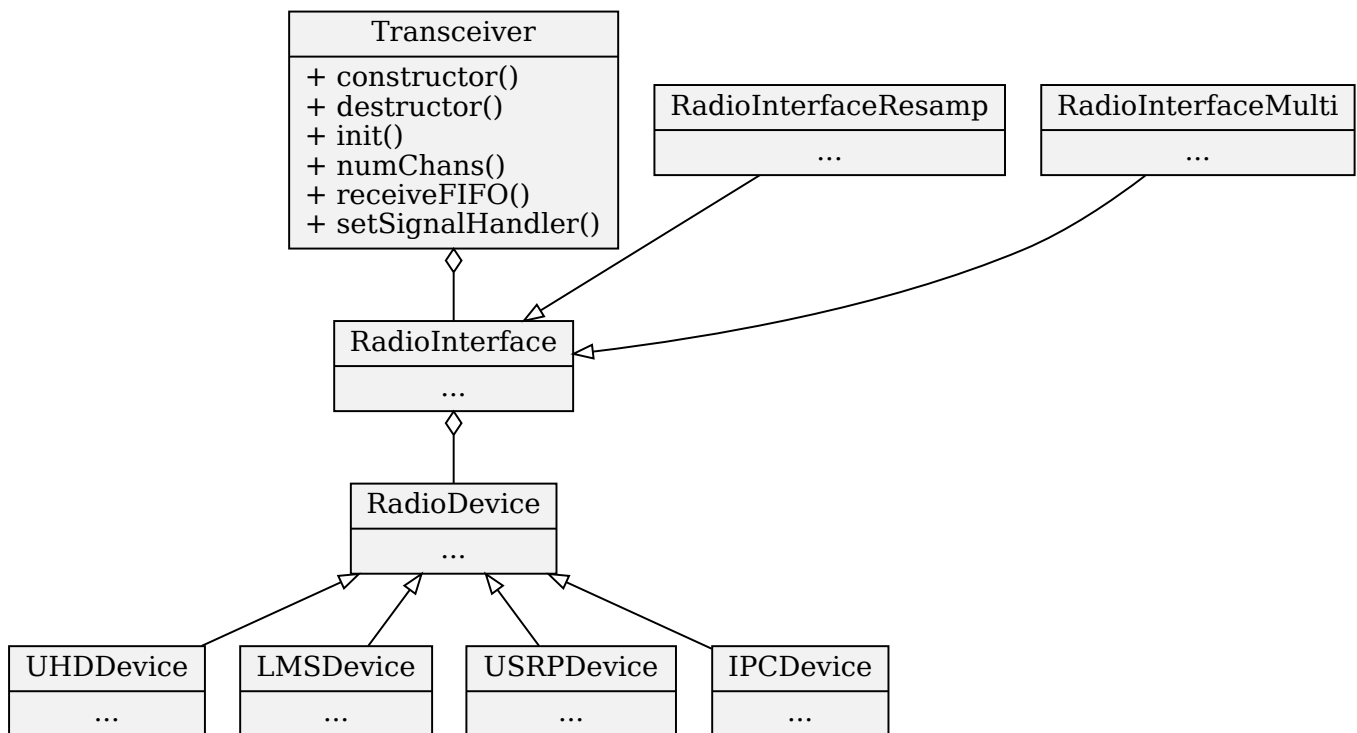 Transceiver
+ constructor()
+ destructor()
+ init()
+ numChans()
+ receiveFIFO()
+ setSignalHandler()
RadioInterfaceResamp
...
RadioInterfaceMulti
...
RadioInterface
...
RadioDevice
...
UHDDevice
...
LMSDevice
...
USRPDevice
...
IPCDevice
...